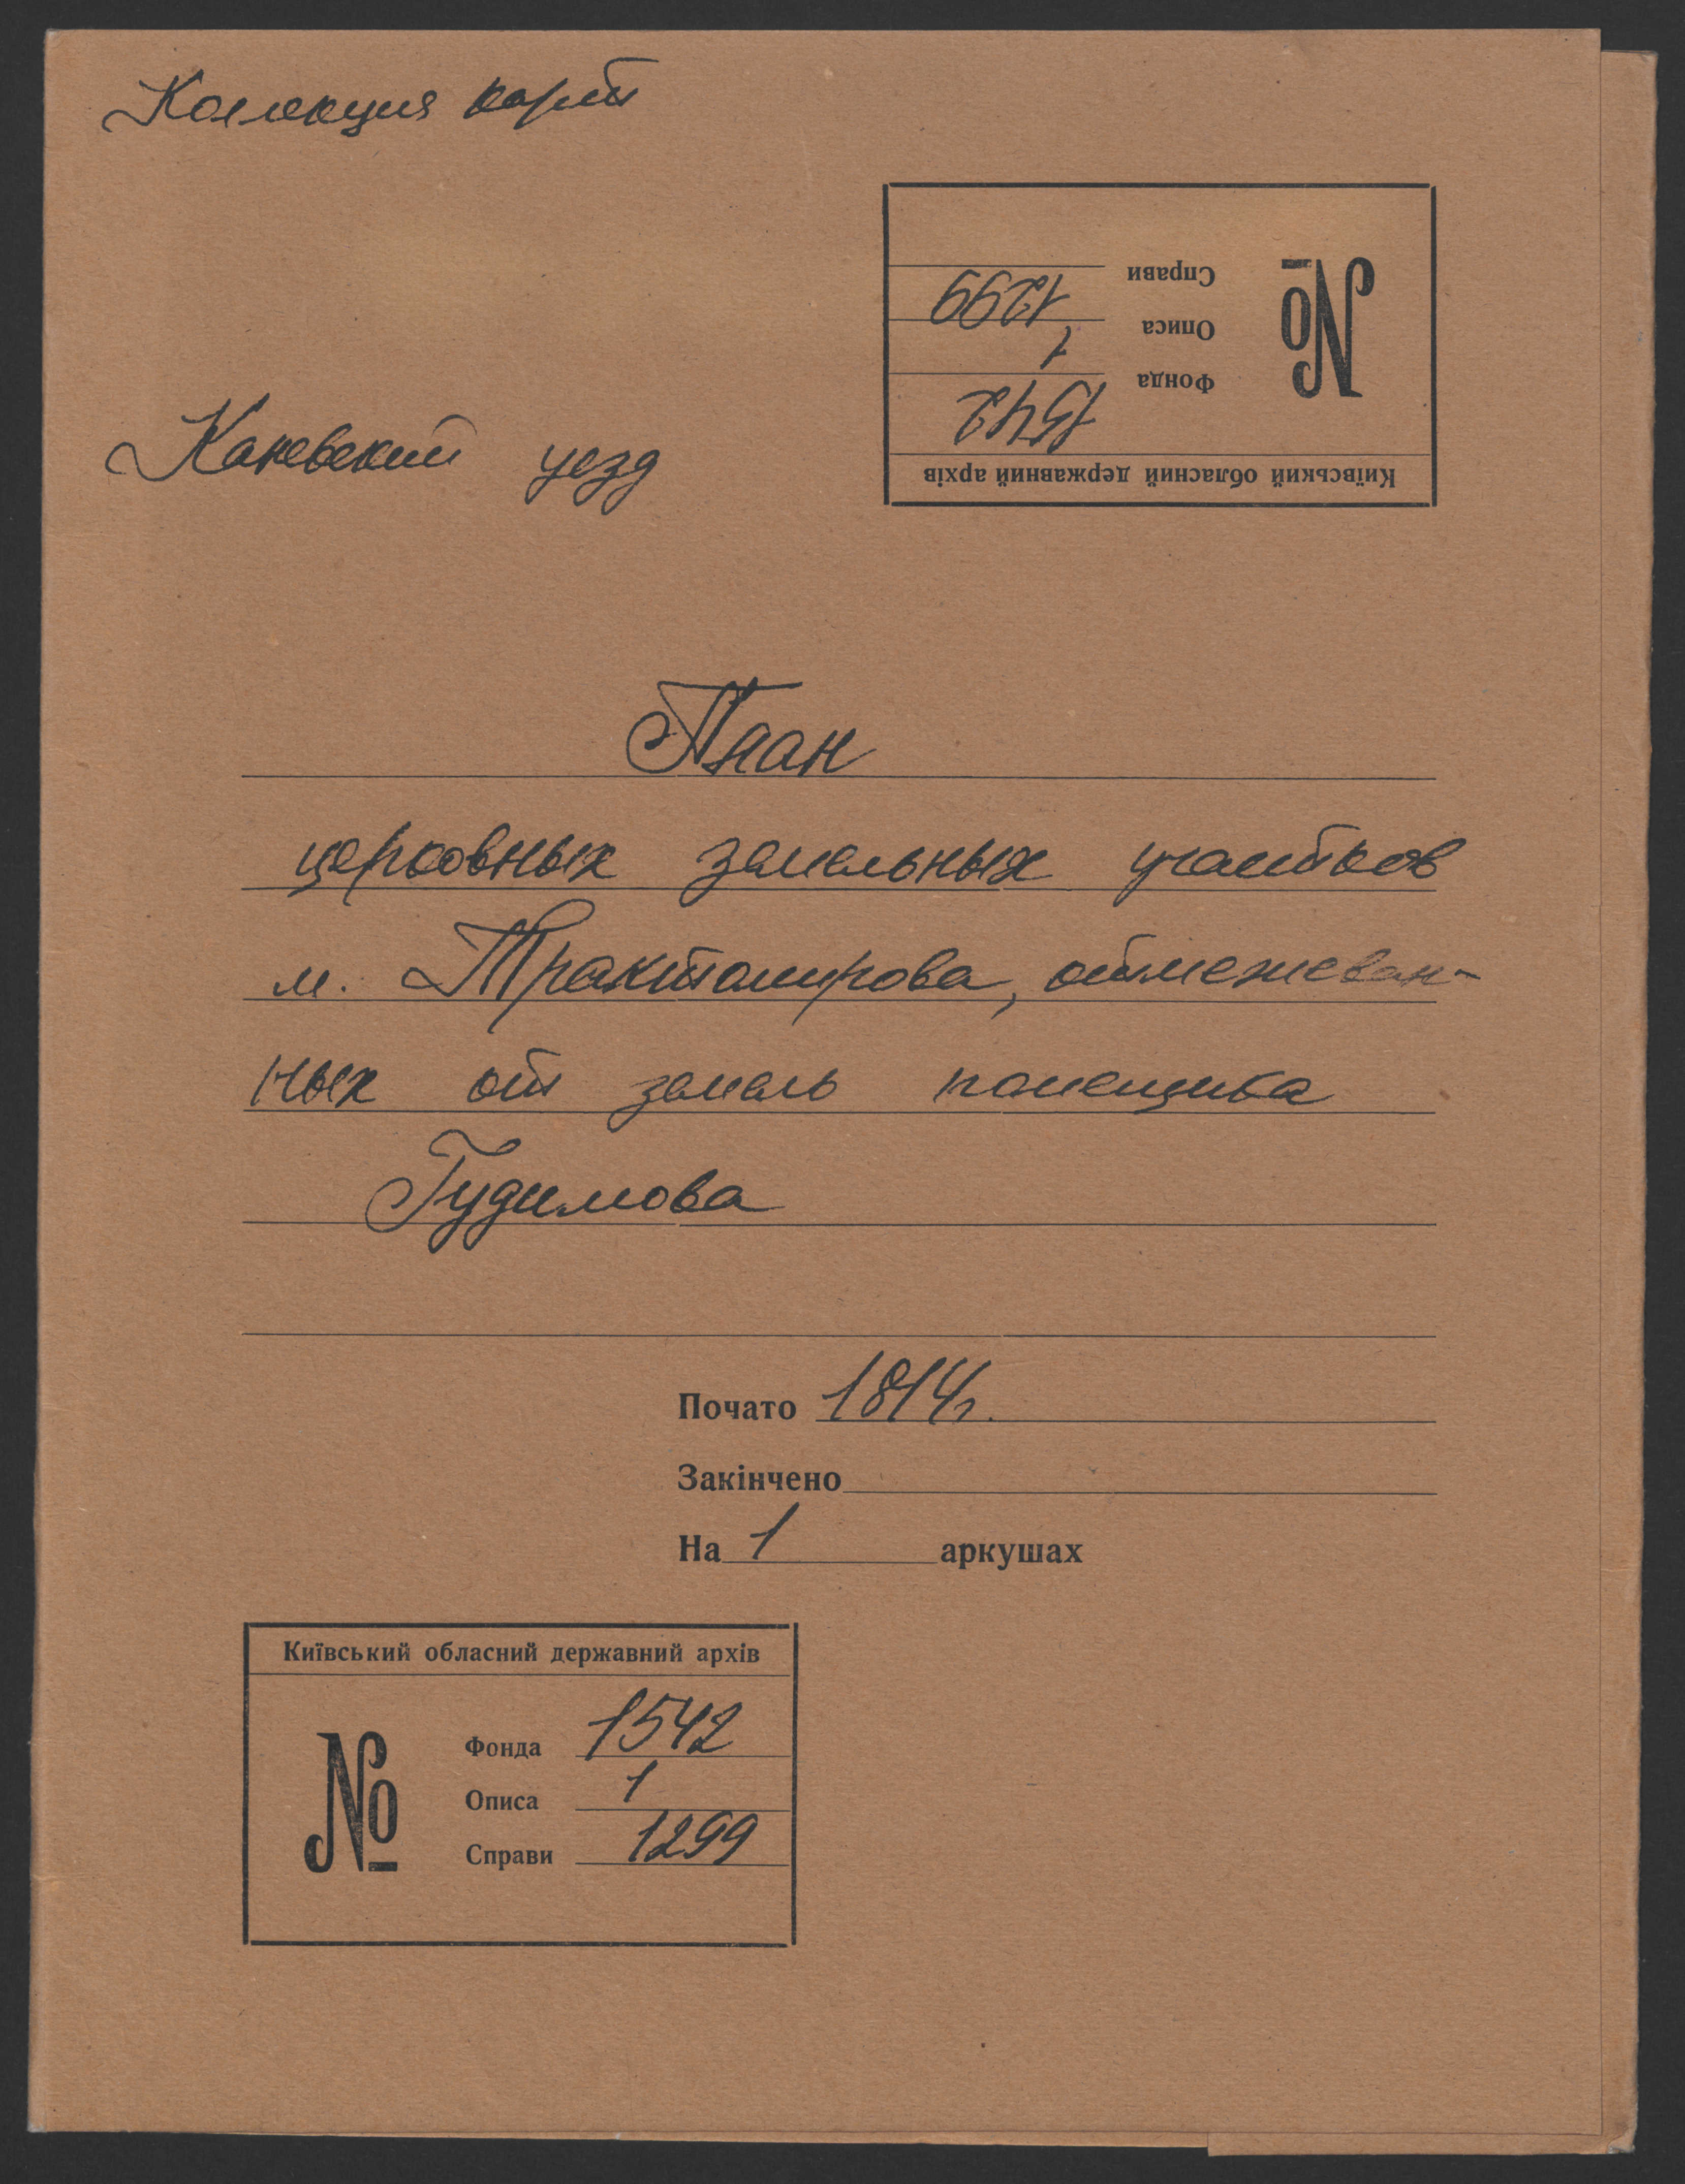 Коллекция карт
№
Справи 1299
Описа 1
Фонда 1542
Київський обласний державний архів
Каневский уезд
План
церковных земельных участков
м. Трактомирова, отмежеван-
ных от земель помещика
Гудимова
Почато 1814г.
Закінчено
На 1 аркушах
Київський обласний державний архів
№
Фонда 1542
Описа 1
Справи 1299